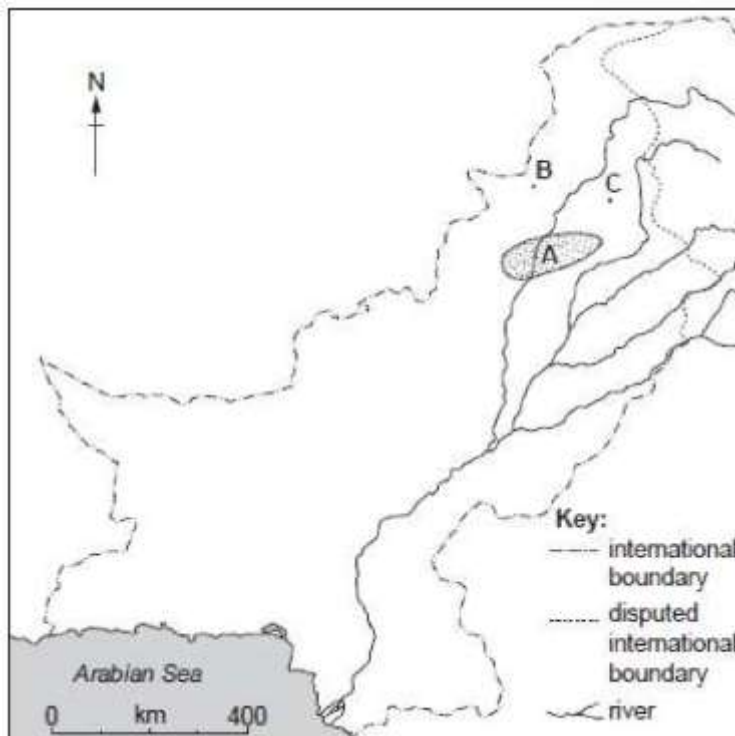 N
B
C
A
Key:
international
boundary
disputed
international
boundary
river
Arabian Sea
0 km 400